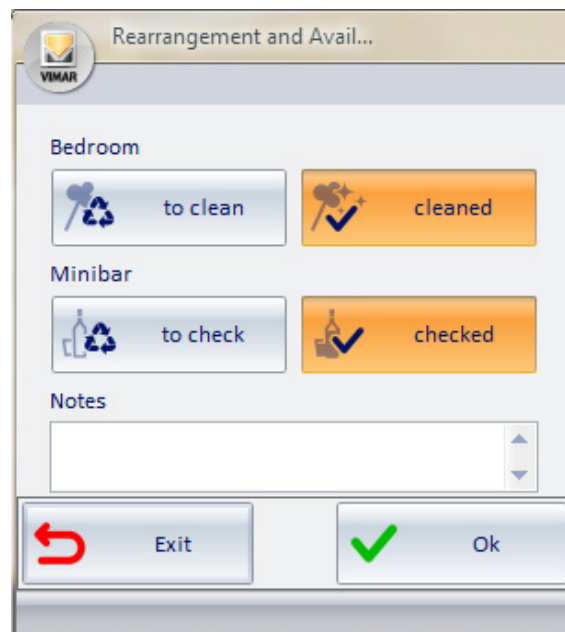 Rearrangement and Avail...
VIMAR
Bedroom
to clean
cleaned
Minibar
to check
checked
Notes
Exit
Ok